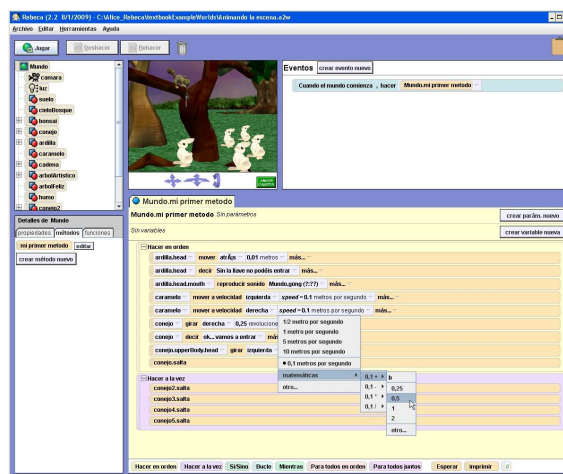 Rebeca (2.2 8/1/2009) - C:\Alice_Rebeca\textbookExampleWorlds\Animando la escena.a2w
Archivo Editar Herramientas Ayuda
Jugar Deshacer Rehacer
Mundo
camara
luz
suelo
cieloBosque
bonsai
conejo
ardilla
caramelo
cadena
arbolArtistico
arbolFeliz
humo
conejo2
Eventos crear evento nuevo
Cuando el mundo comienza , hacer Mundo.mi primer metodo
Detalles de Mundo
propiedades métodos funciones
mi primer metodo editar
crear método nuevo
Mundo.mi primer metodo
Mundo.mi primer metodo Sin parámetros
crear parám. nuevo
Sin variables
crear variable nueva
Hacer en orden
ardilla.head mover 0,01 metros más...
ardilla.head decir Sin la llave no podéis entrar más...
ardilla.head.mouth reproducir sonido Mundo.gong (?:??) más...
caramelo mover a velocidad izquierda speed = 0.1 metros por segundo más...
caramelo mover a velocidad derecha speed = 0.1 metros por segundo más...
conejo girar derecha 0,25 revolucione
conejo decir ok... vamos a entrar
conejo.upperBody.head girar izquierda
conejo.salta
1/2 metro por segundo
1 metro por segundo
5 metros por segundo
10 metros por segundo
0,1 metros por segundo
matemáticas
otro...
0,1 +
0,1 -
0,1 *
0,1 /
b
0,25
0,5
1
2
otro...
Hacer a la vez
conejo2.salta
conejo3.salta
conejo4.salta
conejo5.salta
Hacer en orden Hacer a la vez Si/Sino Bucle Mientras Para todos en orden Para todos juntos Esperar imprimir //